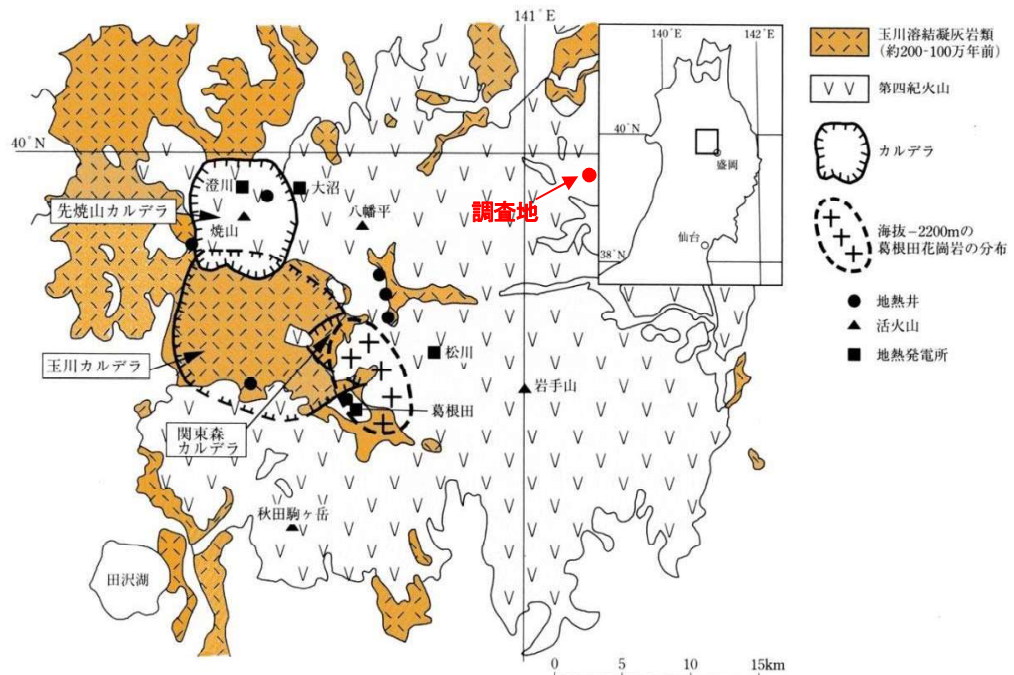 141°E
140°E
142°E
40°N
盛岡
仙台
38°N
40°N
澄川
大沼
先焼山カルデラ
焼山
八幡平
調査地
玉川カルデラ
松川
岩手山
葛根田
関東森
カルデラ
秋田駒ヶ岳
田沢湖
0 5 10 15km
玉川溶結凝灰岩類
(約200-100万年前)
第四紀火山
カルデラ
海抜-2200mの
葛根田花崗岩の分布
地熱井
活火山
地熱発電所